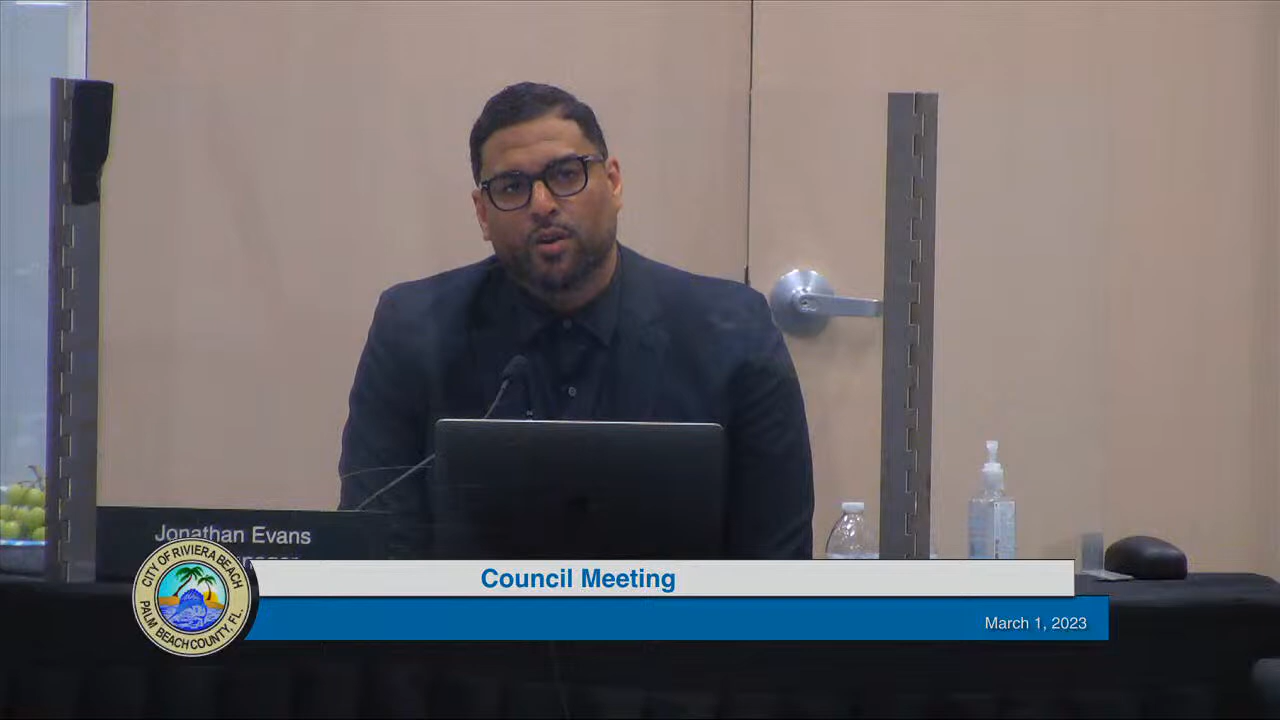 Jonathan Evans
CITY OF RIVIERA BEACH
PALM BEACH COUNTY, FL.
Council Meeting
March 1, 2023